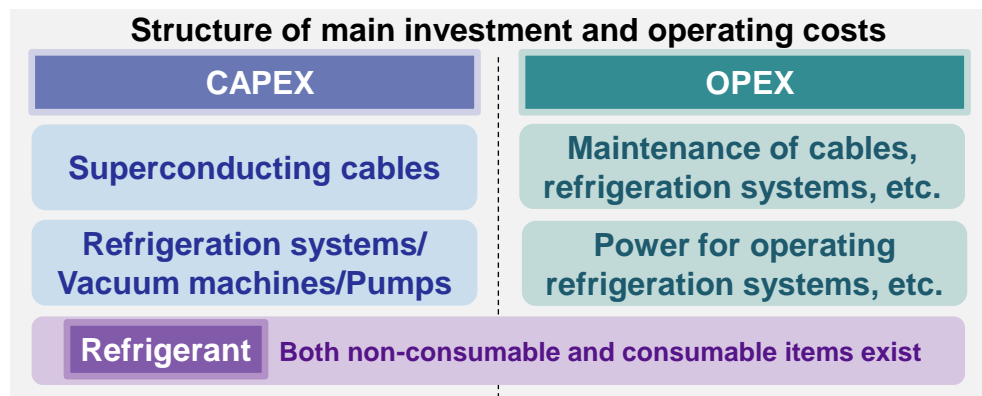 Structure of main investment and operating costs
CAPEX
OPEX
Superconducting cables
Maintenance of cables,
refrigeration systems, etc.
Refrigeration systems/
Vacuum machines/Pumps
Power for operating
refrigeration systems, etc.
Refrigerant
Both non-consumable and consumable items exist